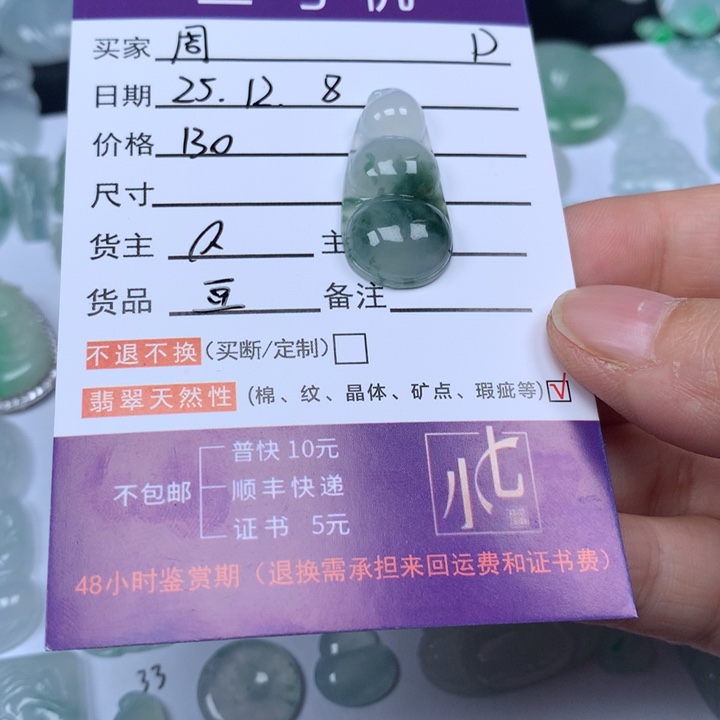 买家 周 P
日期 25.12. 8
价格 130
尺寸
货主 主
货品 豆 备注
不退不换 (买断/定制)
翡翠天然性 (棉、纹、晶体、矿点、瑕疵等) √
不包邮
普快 10元
顺丰快递
证书 5元
小七
48小时鉴赏期（退换需承担来回运费和证书费）
33